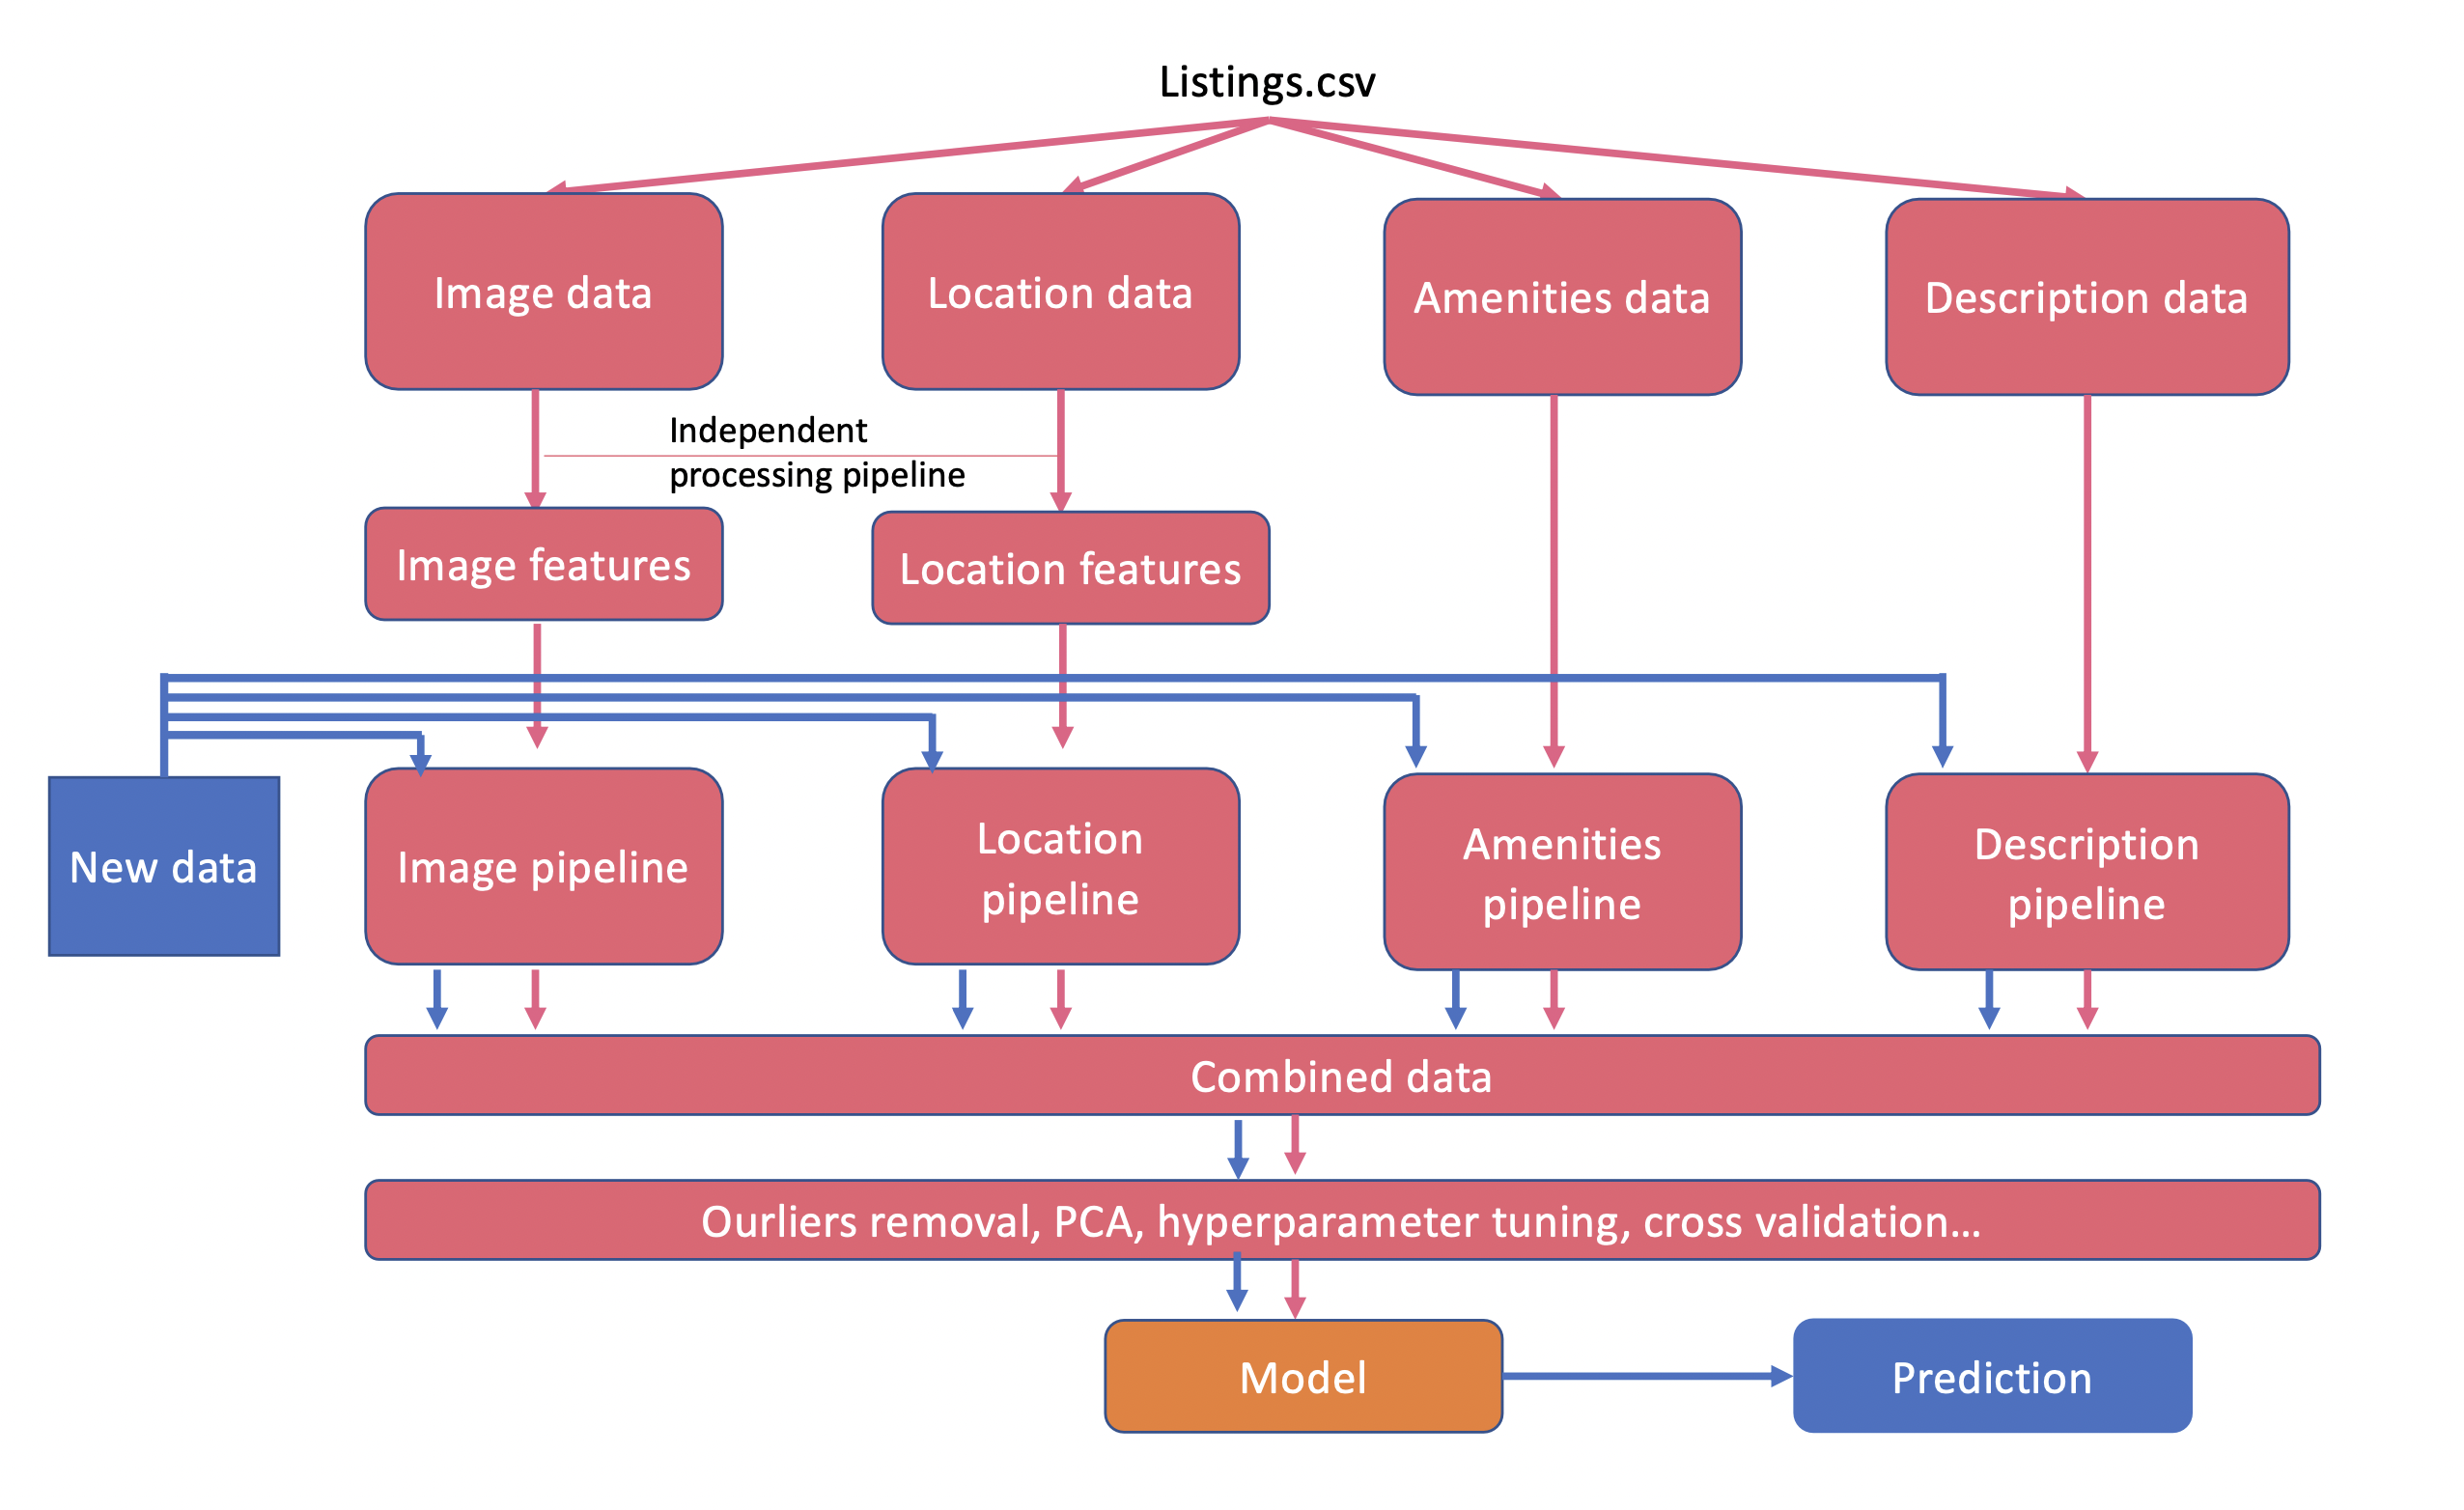 Listings.csv
Image data
Location data
Amenities data
Description data
Independent
processing pipeline
Image features
Location features
New data
Image pipeline
Location
pipeline
Amenities
pipeline
Description
pipeline
Combined data
Ourliers removal, PCA, hyperparameter tuning, cross validation...
Model
Prediction